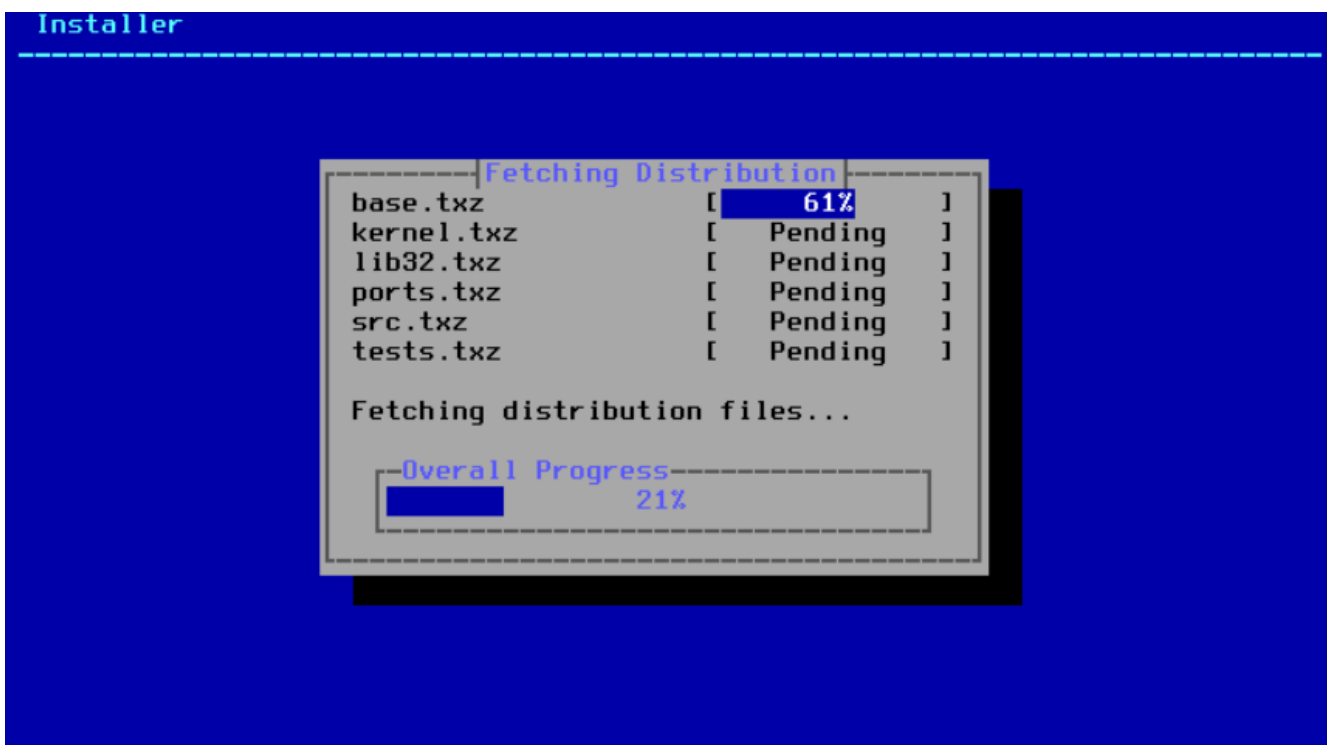 Installer
Fetching Distribution
base.txz [ 61% ]
kernel.txz [ Pending ]
lib32.txz [ Pending ]
ports.txz [ Pending ]
src.txz [ Pending ]
tests.txz [ Pending ]
Fetching distribution files...
Overall Progress
21%